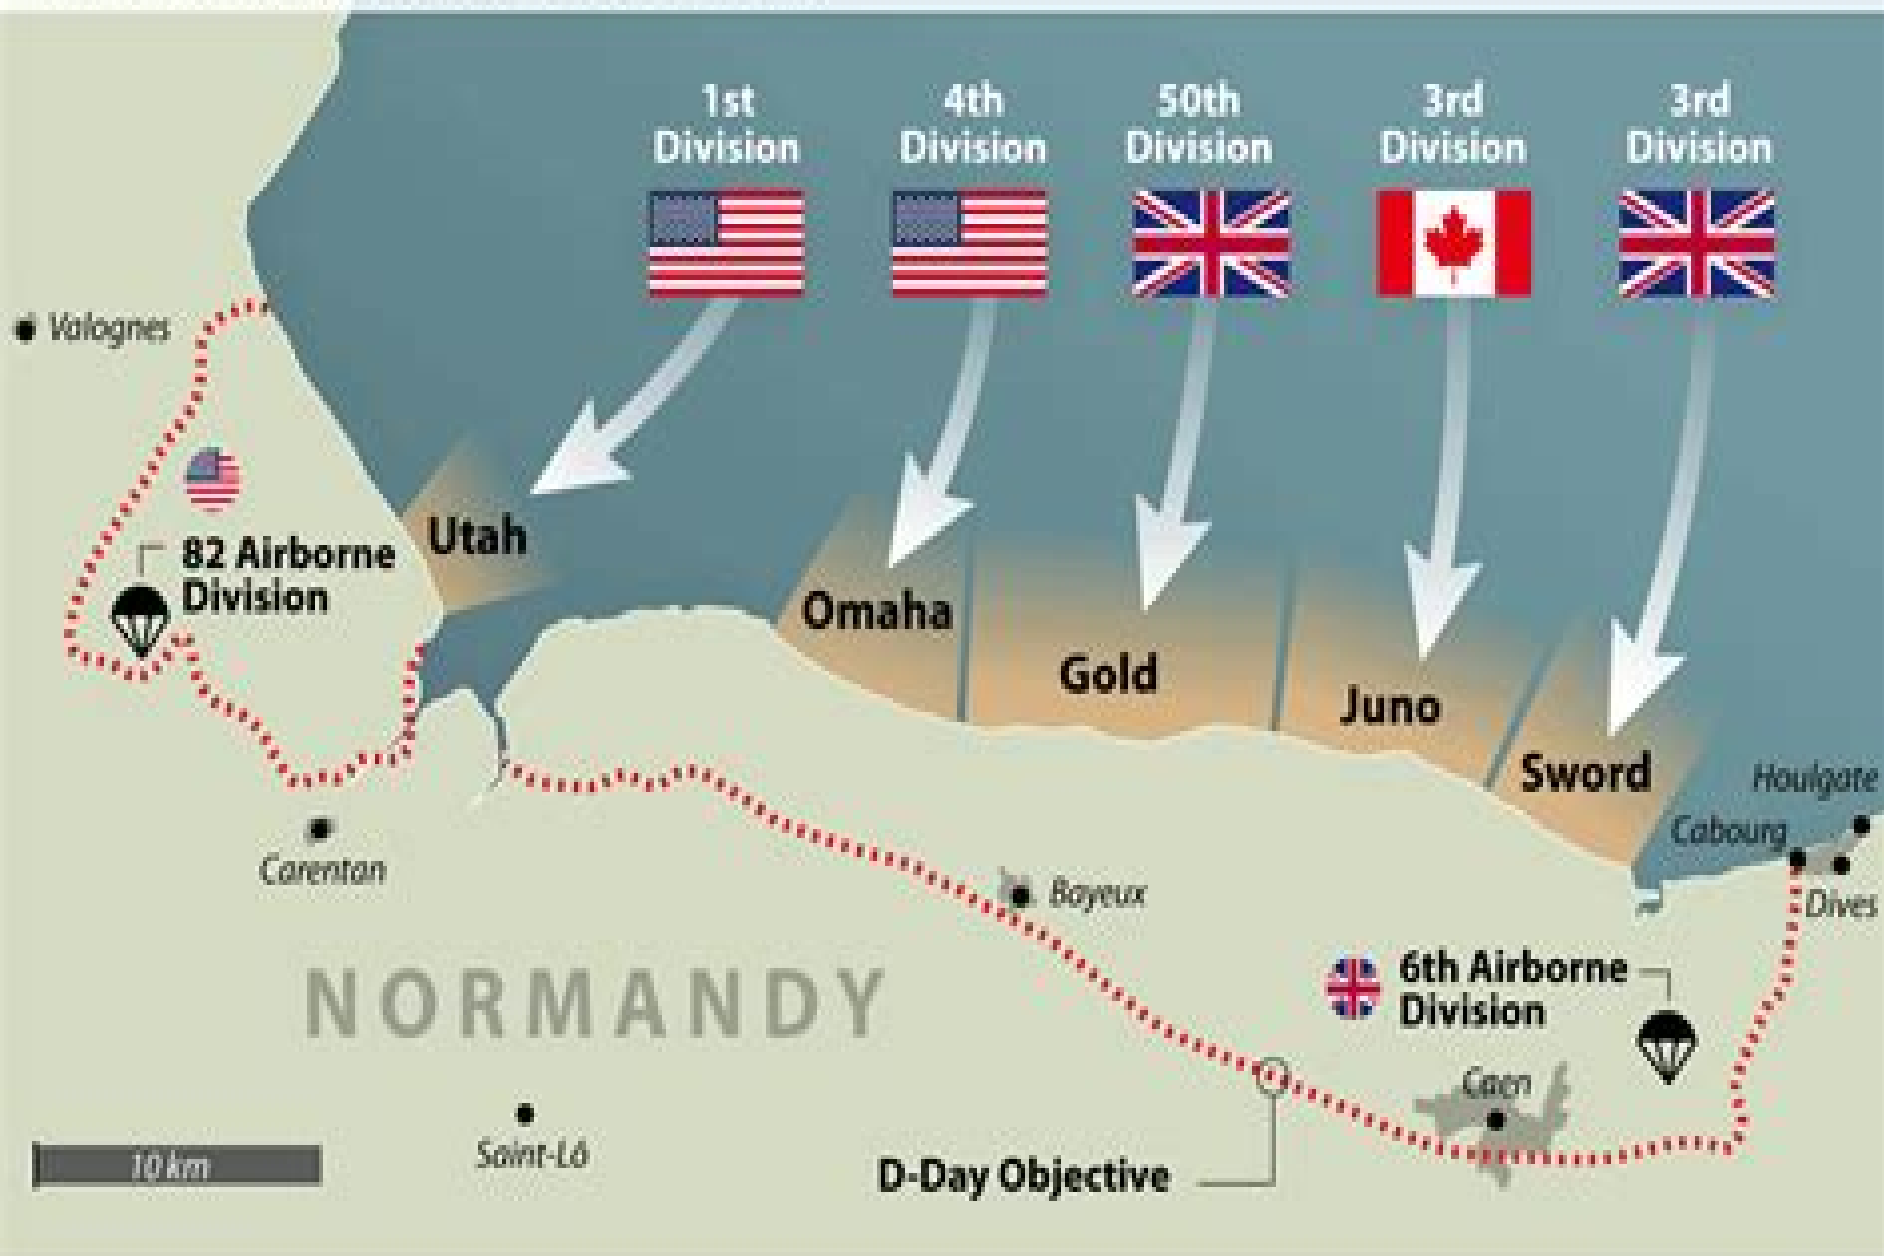 1st
Division
4th
Division
50th
Division
3rd
Division
3rd
Division
Valognes
82 Airborne
Division
Utah
Omaha
Gold
Juno
Sword
Houlgate
Cabourg
Dives
Carentan
Bayeux
NORMANDY
6th Airborne
Division
Caen
Saint-Lô
10 km
D-Day Objective